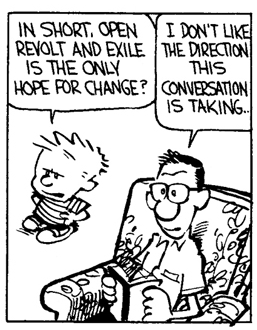 IN SHORT, OPEN
REVOLT AND EXILE
IS THE ONLY
HOPE FOR CHANGE?
I DON'T LIKE
THE DIRECTION
THIS
CONVERSATION
IS TAKING..